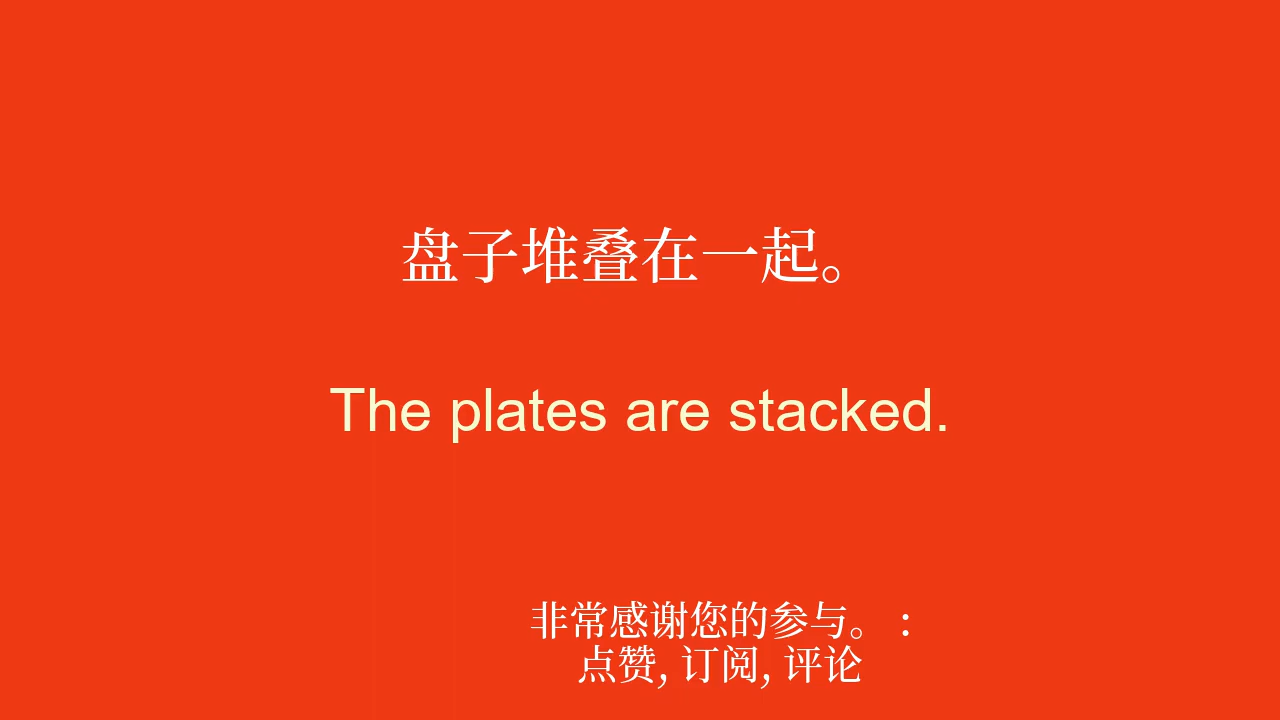 盘子堆叠在一起。
The plates are stacked.
非常感谢您的参与。 :
点赞, 订阅, 评论